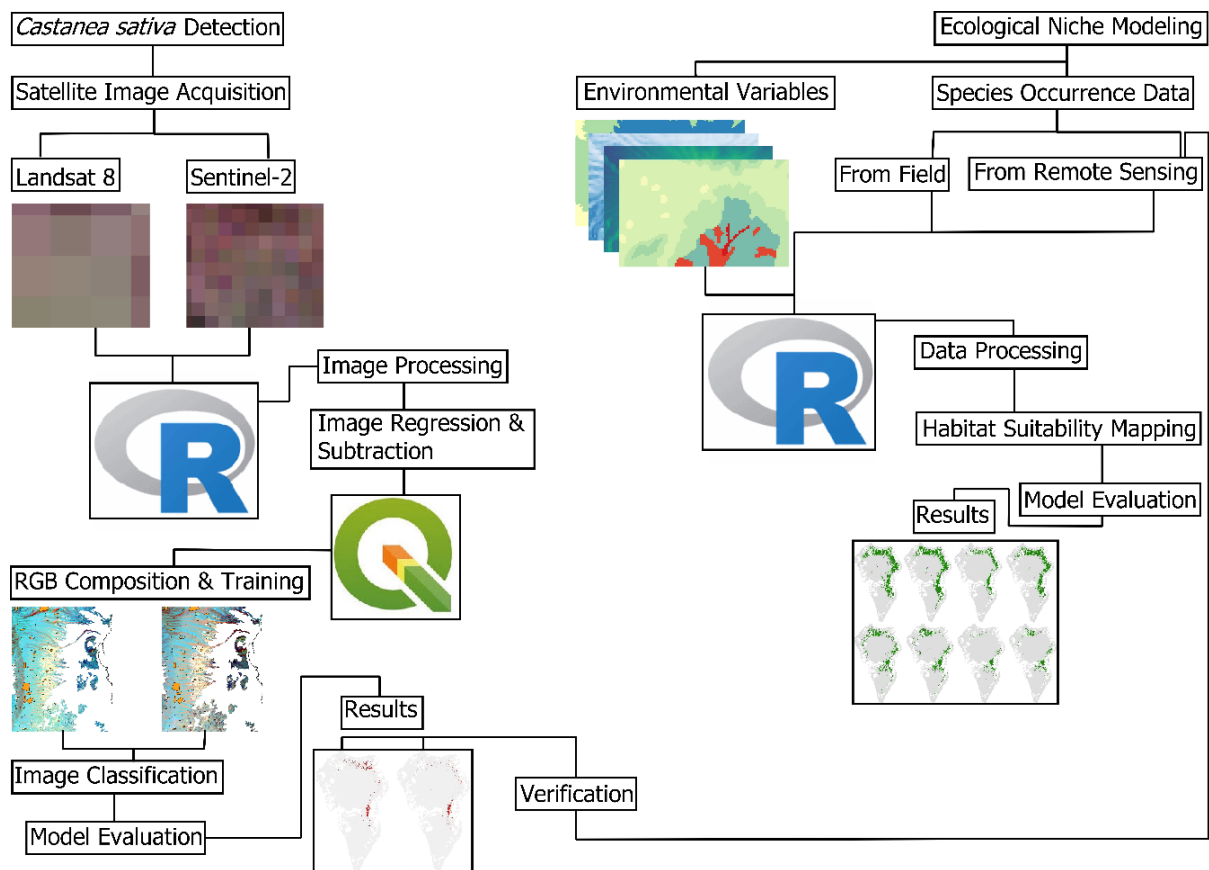 Castanea sativa Detection
Satellite Image Acquisition
Landsat 8
Sentinel-2
R
Image Processing
Image Regression &
Subtraction
RGB Composition & Training
Image Classification
Model Evaluation
Results
Verification
Ecological Niche Modeling
Environmental Variables
Species Occurrence Data
From Field
From Remote Sensing
R
Data Processing
Habitat Suitability Mapping
Model Evaluation
Results